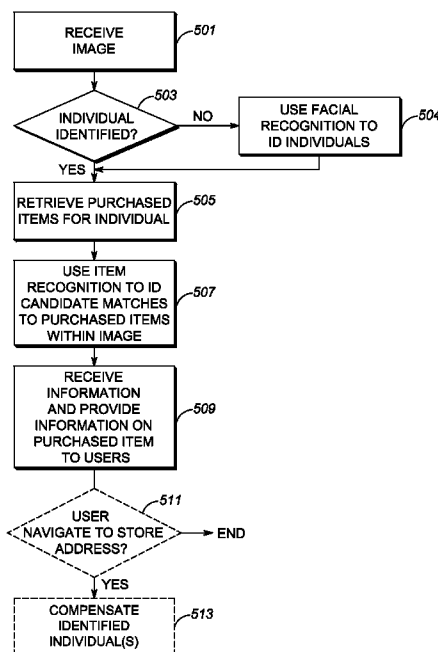 RECEIVE
IMAGE
501
503
INDIVIDUAL
IDENTIFIED?
NO
USE FACIAL
RECOGNITION TO
ID INDIVIDUALS
504
YES
RETRIEVE PURCHASED
ITEMS FOR INDIVIDUAL
505
USE ITEM
RECOGNITION TO ID
CANDIDATE MATCHES
TO PURCHASED ITEMS
WITHIN IMAGE
507
RECEIVE
INFORMATION
AND PROVIDE
INFORMATION ON
PURCHASED ITEM
TO USERS
509
511
USER
NAVIGATE TO STORE
ADDRESS?
END
YES
COMPENSATE
IDENTIFIED
INDIVIDUAL(S)
513